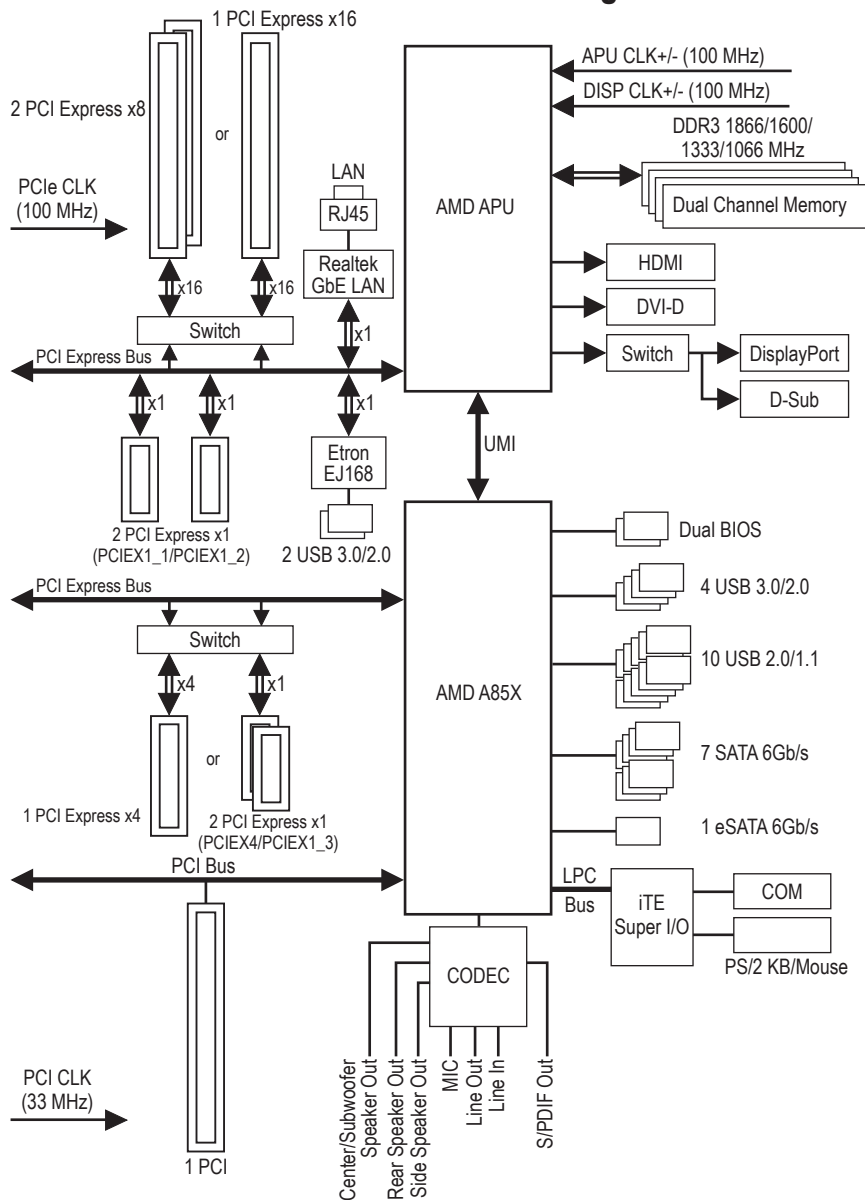 1 PCI Express x16
2 PCI Express x8
or
PCIe CLK
(100 MHz)
LAN
RJ45
Realtek
GbE LAN
x16
x16
x1
Switch
PCI Express Bus
x1
x1
x1
Etron
EJ168
2 PCI Express x1
(PCIEX1_1/PCIEX1_2)
2 USB 3.0/2.0
AMD APU
APU CLK+/- (100 MHz)
DISP CLK+/- (100 MHz)
DDR3 1866/1600/
1333/1066 MHz
Dual Channel Memory
HDMI
DVI-D
Switch
DisplayPort
D-Sub
UMI
PCI Express Bus
Switch
x4
x1
or
1 PCI Express x4
2 PCI Express x1
(PCIEX4/PCIEX1_3)
PCI Bus
AMD A85X
Dual BIOS
4 USB 3.0/2.0
10 USB 2.0/1.1
7 SATA 6Gb/s
1 eSATA 6Gb/s
LPC
Bus
iTE
Super I/O
COM
PS/2 KB/Mouse
CODEC
Center/Subwoofer
Speaker Out
Rear Speaker Out
Side Speaker Out
MIC
Line Out
Line In
S/PDIF Out
PCI CLK
(33 MHz)
1 PCI